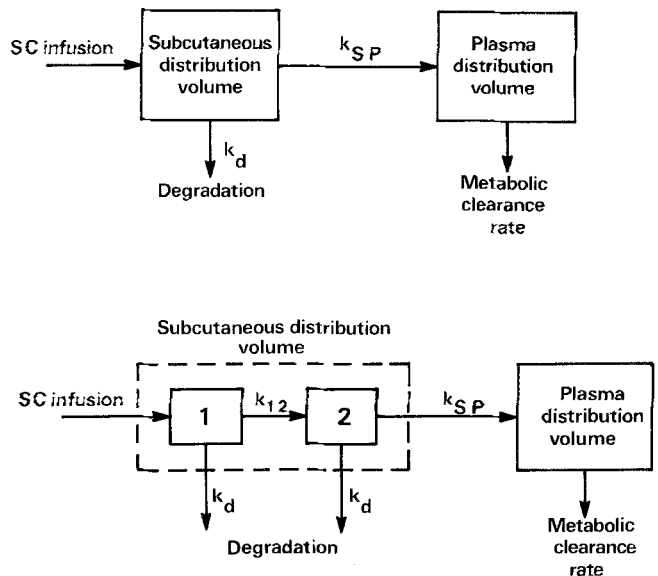 SC infusion
Subcutaneous
distribution
volume
kSP
Plasma
distribution
volume
kd
Degradation
Metabolic
clearance
rate
Subcutaneous distribution
volume
SC infusion
1
k12
2
kSP
Plasma
distribution
volume
kd
kd
Degradation
Metabolic
clearance
rate